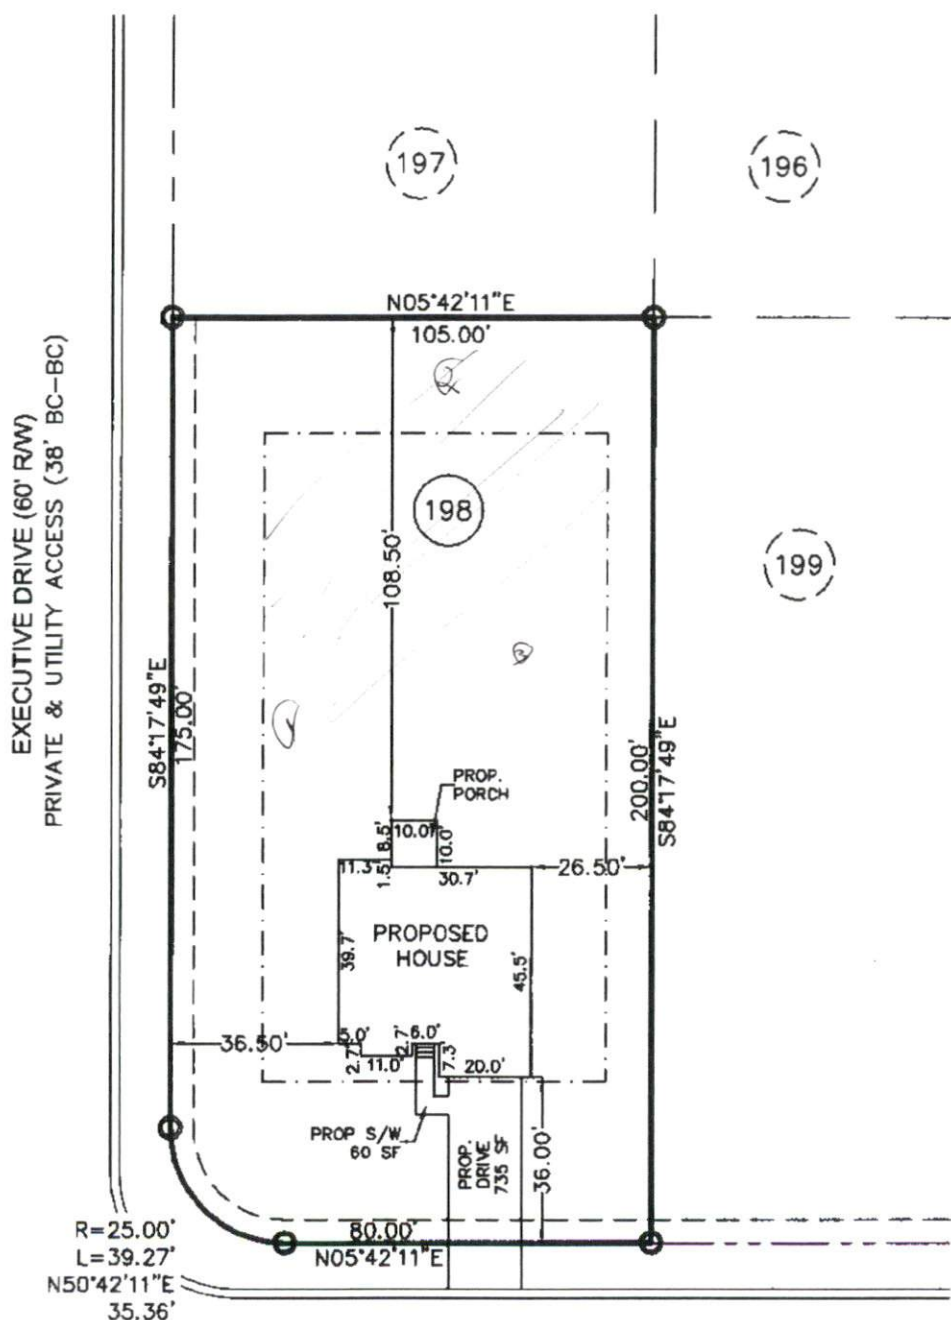 197
196
N05°42'11"E
105.00'
EXECUTIVE DRIVE (60' R/W)
PRIVATE & UTILITY ACCESS (38' BC-BC)
198
108.50'
199
S84°17'49"E
175.00'
200.00'
S84°17'49"E
PROP.
PORCH
8.5'
10.0'
10.0'
11.3'
1.5'
30.7'
26.50'
PROPOSED
HOUSE
39.7'
45.5'
36.50'
5.0'
2.7'
11.0'
2.7'
6.0'
7.3'
20.0'
PROP S/W
60 SF
PROP.
DRIVE
735 SF
36.00'
R=25.00'
L=39.27'
N50°42'11"E
35.36'
80.00'
N05°42'11"E